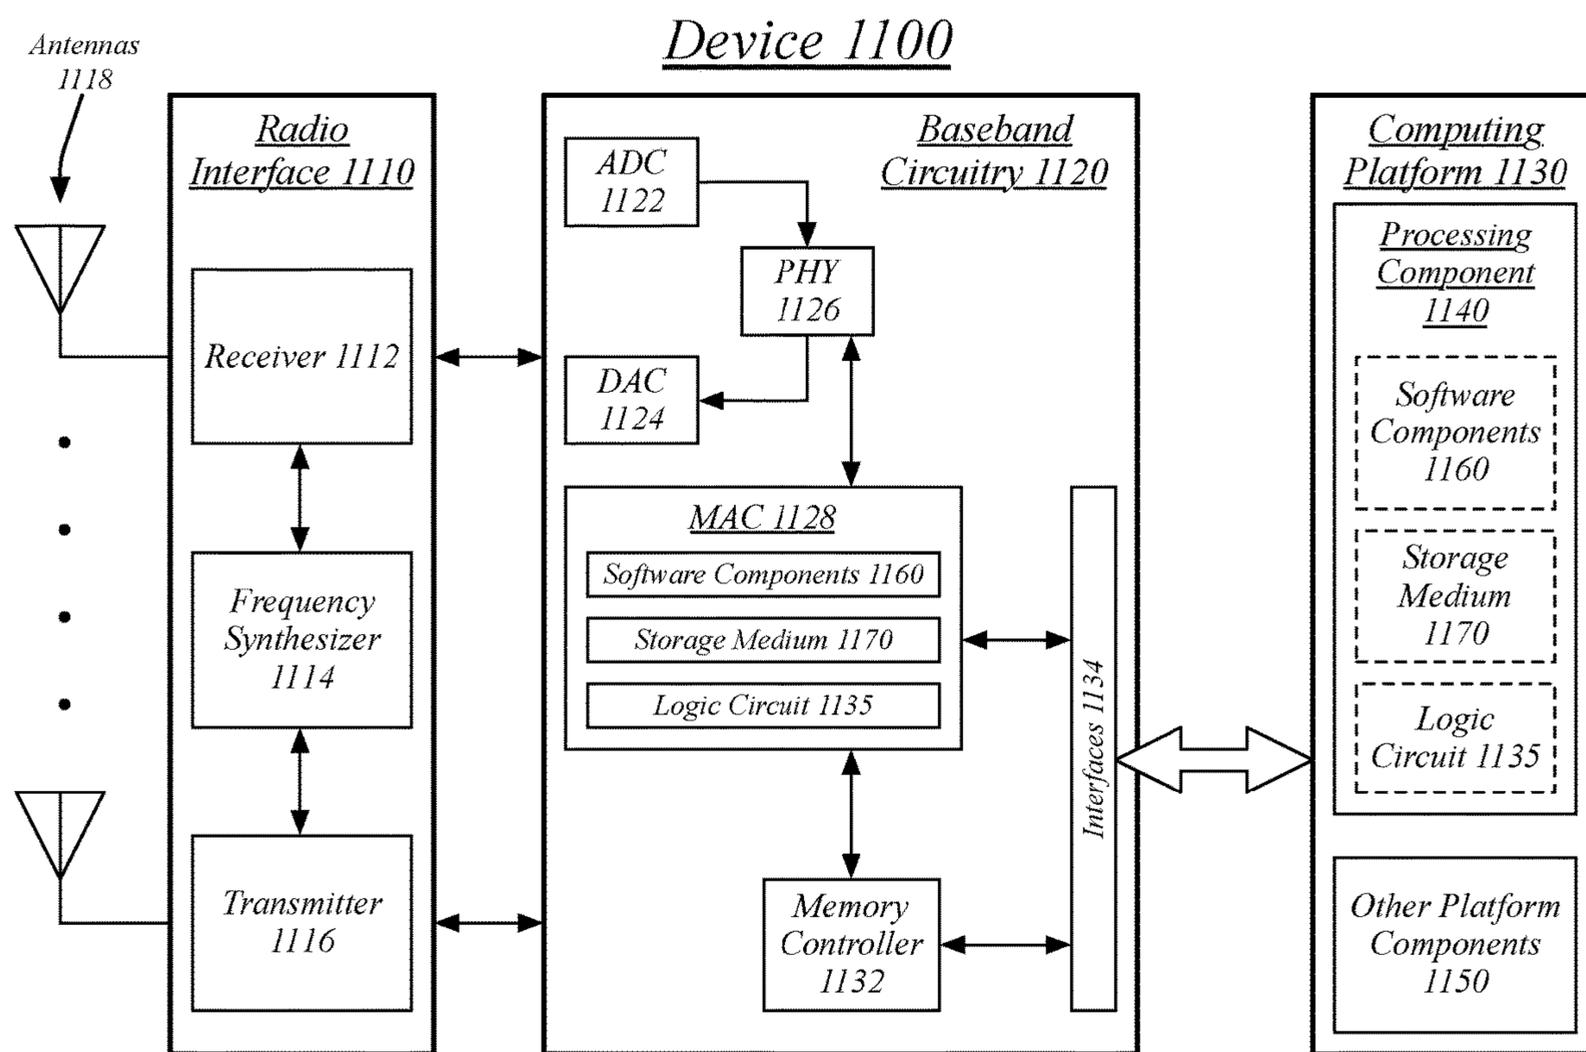 Device 1100
Antennas
1118
Radio
Interface 1110
Receiver 1112
Frequency
Synthesizer
1114
Transmitter
1116
Baseband
Circuitry 1120
ADC
1122
PHY
1126
DAC
1124
MAC 1128
Software Components 1160
Storage Medium 1170
Logic Circuit 1135
Memory
Controller
1132
Interfaces 1134
Computing
Platform 1130
Processing
Component
1140
Software
Components
1160
Storage
Medium
1170
Logic
Circuit 1135
Other Platform
Components
1150